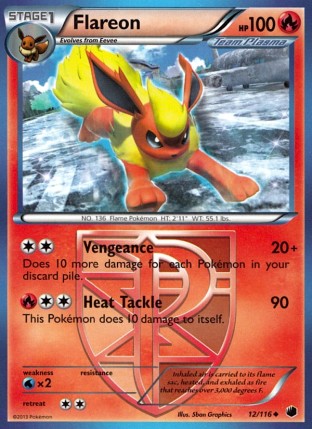 STAGE1 Flareon HP100
Evolves from Eevee Team Plasma
NO. 136 Flame Pokémon HT: 2'11" WT: 55.1 lbs.
Vengeance 20+
Does 10 more damage for each Pokémon in your
discard pile.
Heat Tackle 90
This Pokémon does 10 damage to itself.
weakness resistance
×2
Inhaled air is carried to its flame
sac, heated, and exhaled as fire
that reaches over 3,000 degrees F.
retreat
©2013 Pokémon Illus. 5ban Graphics 12/116